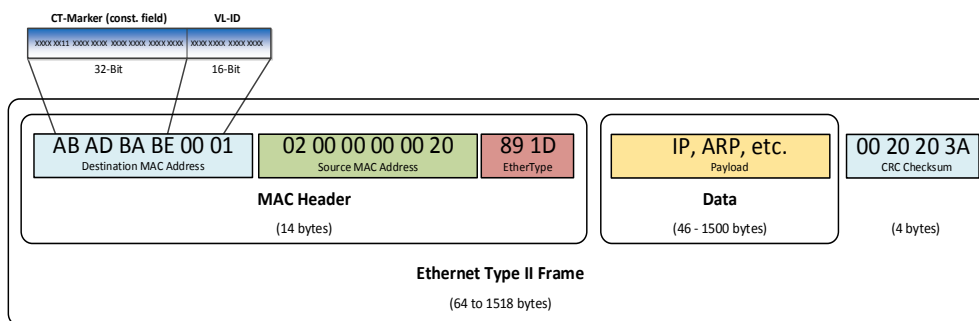 CT-Marker (const. field) VL-ID
XXXX XX11 XXXX XXXX XXXX XXXX XXXX XXXX XXXX XXXX XXXX XXXX
32-Bit 16-Bit
AB AD BA BE 00 01 02 00 00 00 00 20 89 1D IP, ARP, etc. 00 20 20 3A
Destination MAC Address Source MAC Address EtherType Payload CRC Checksum
MAC Header Data
(14 bytes) (46 - 1500 bytes) (4 bytes)
Ethernet Type II Frame
(64 to 1518 bytes)